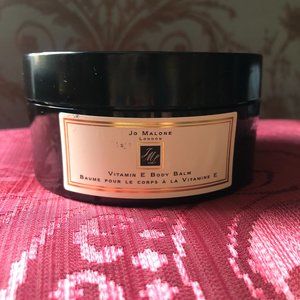 Jo Malone
London
Vitamin E Body Balm
Baume pour le corps à la Vitamine E